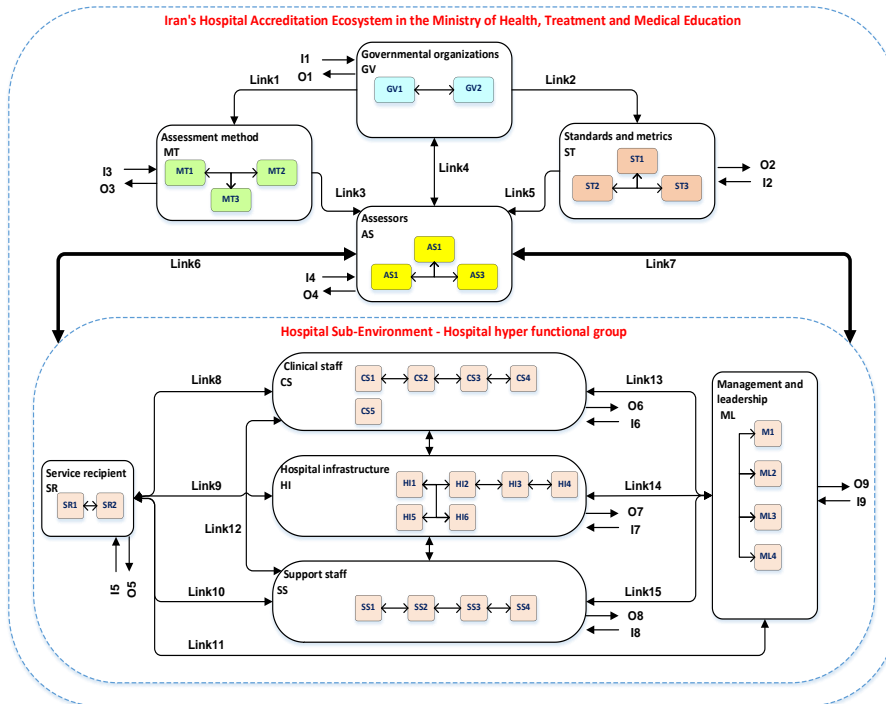 Iran's Hospital Accreditation Ecosystem in the Ministry of Health, Treatment and Medical Education
Governmental organizations
GV
I1
O1
GV1
GV2
Link1
Link2
Assessment method
MT
MT1
MT2
MT3
I3
O3
Link3
Link4
Link5
Standards and metrics
ST
ST1
ST2
ST3
O2
I2
Assessors
AS
AS1
AS1
AS3
I4
O4
Link6
Link7
Hospital Sub-Environment - Hospital hyper functional group
Clinical staff
CS
CS1
CS2
CS3
CS4
CS5
Link8
Link13
O6
I6
Management and
leadership
ML
M1
ML2
ML3
ML4
O9
I9
Service recipient
SR
SR1
SR2
I5
O5
Link9
Link12
Hospital infrastructure
HI
HI1
HI2
HI3
HI4
HI5
HI6
Link14
O7
I7
Support staff
SS
SS1
SS2
SS3
SS4
Link10
Link15
O8
I8
Link11